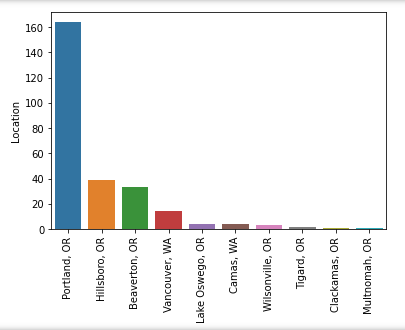 160
140
120
100
80
60
40
20
0
Location
Portland, OR
Hillsboro, OR
Beaverton, OR
Vancouver, WA
Lake Oswego, OR
Camas, WA
Wilsonville, OR
Tigard, OR
Clackamas, OR
Multnomah, OR